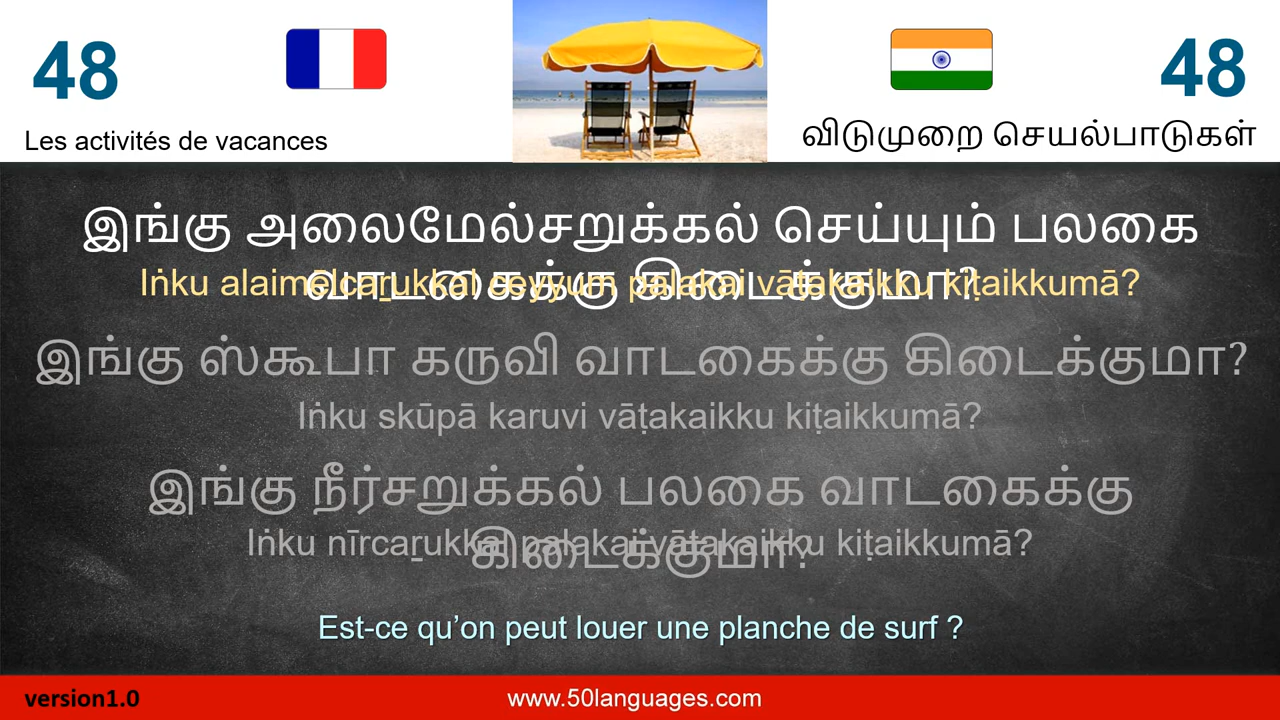 48
48
Les activités de vacances
விடுமுறை செயல்பாடுகள்
இங்கு அலைமேல்சறுக்கல் செய்யும் பலகை
வாடகைக்கு கிடைக்குமா?
Iṅku alaimēlcaṟukkal ceyyum palakai vāṭakaikku kiṭaikkumā?
இங்கு ஸ்கூபா கருவி வாடகைக்கு கிடைக்குமா?
Iṅku skūpā karuvi vāṭakaikku kiṭaikkumā?
இங்கு நீர்சறுக்கல் பலகை வாடகைக்கு
கிடைக்குமா?
Iṅku nīrcaṟukkal palakai vāṭakaikku kiṭaikkumā?
Est-ce qu’on peut louer une planche de surf ?
version1.0
www.50languages.com